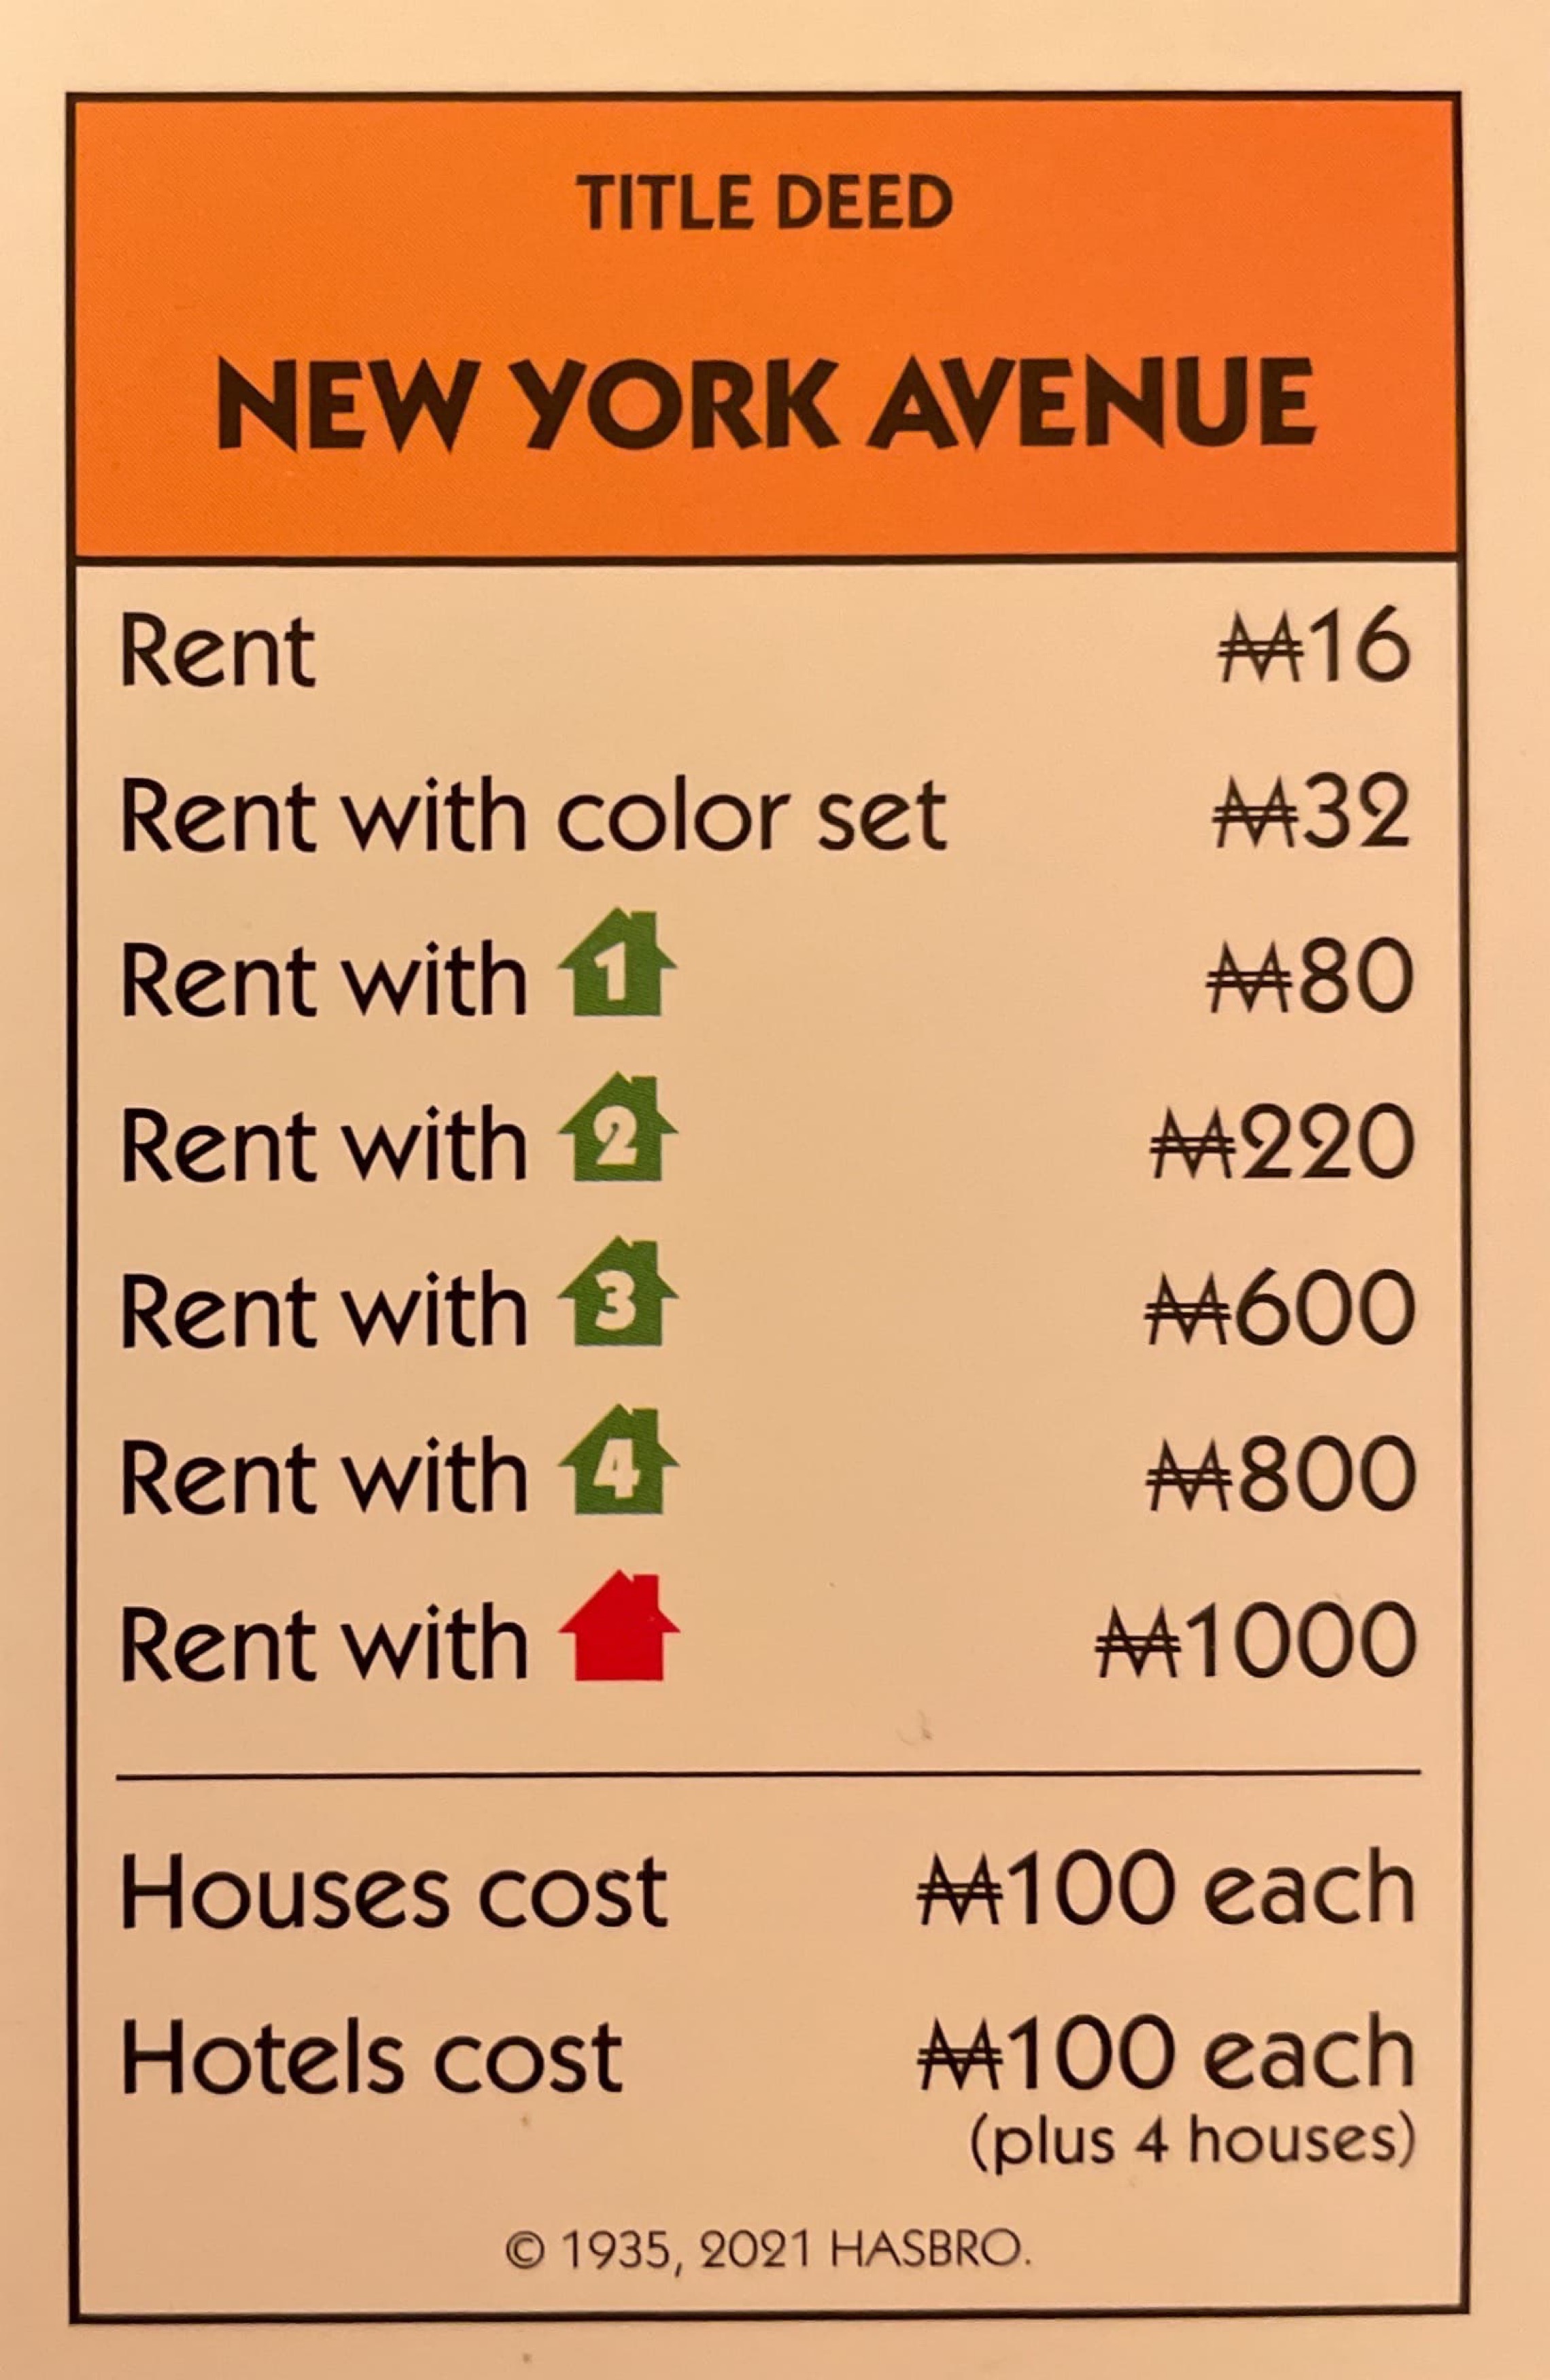 TITLE DEED
NEW YORK AVENUE
Rent ₩16
Rent with color set ₩32
Rent with 1 ₩80
Rent with 2 ₩220
Rent with 3 ₩600
Rent with 4 ₩800
Rent with ₩1000
Houses cost ₩100 each
Hotels cost ₩100 each
(plus 4 houses)
© 1935, 2021 HASBRO.